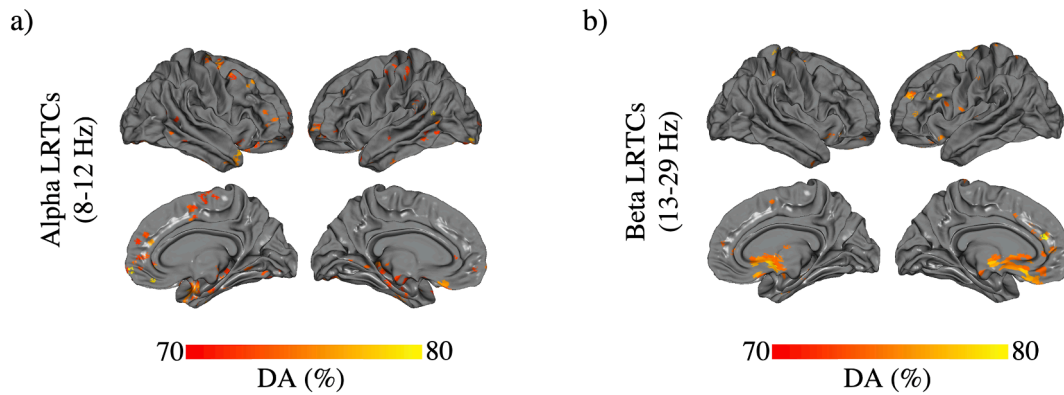 a)
Alpha LRTCs
(8-12 Hz)
70
80
DA (%)
b)
Beta LRTCs
(13-29 Hz)
70
80
DA (%)